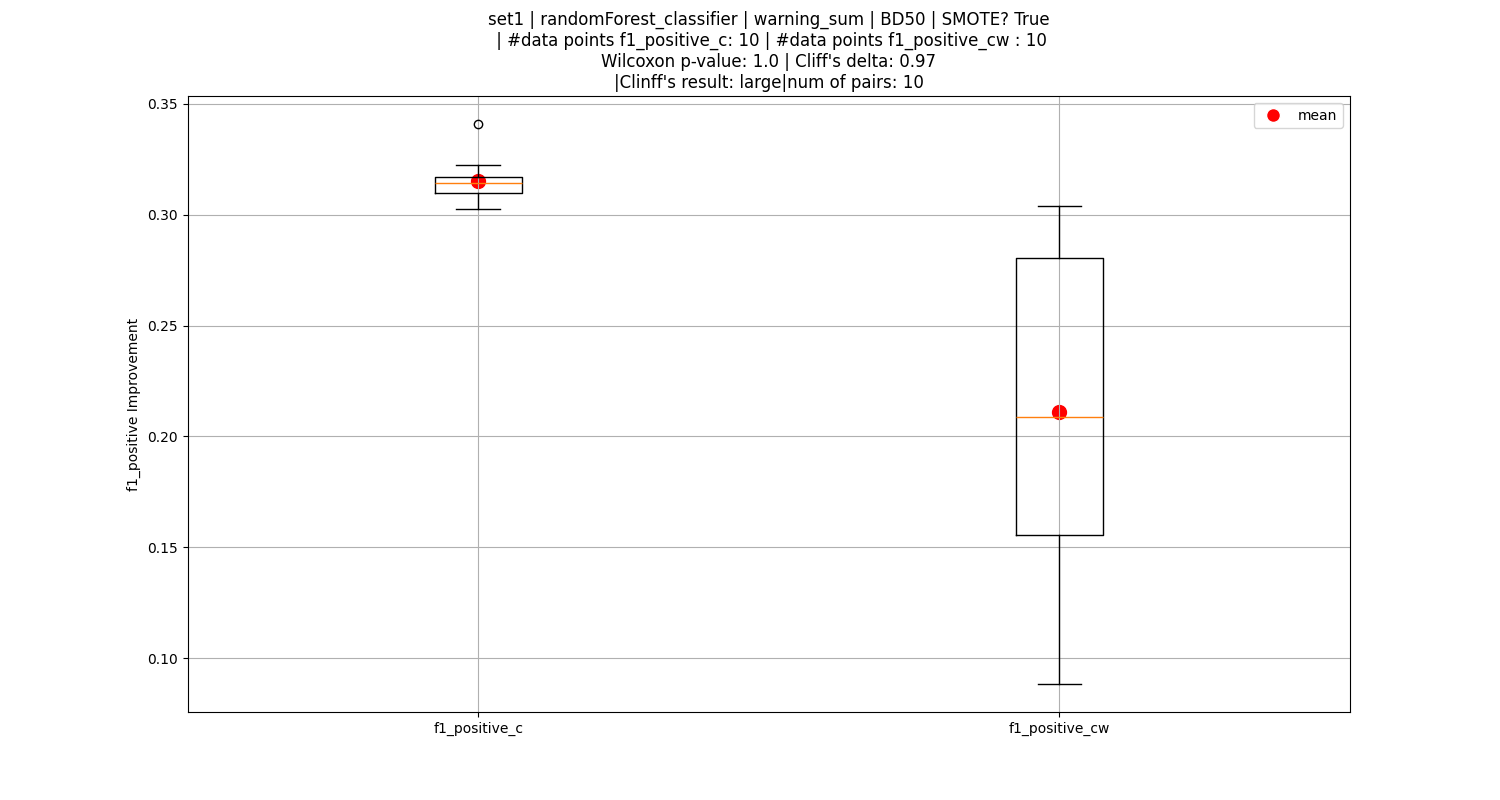 set1 | randomForest_classifier | warning_sum | BD50 | SMOTE? True
| #data points f1_positive_c: 10 | #data points f1_positive_cw : 10
Wilcoxon p-value: 1.0 | Cliff's delta: 0.97
|Clinff's result: large|num of pairs: 10
mean
0.35
0.30
0.25
0.20
0.15
0.10
f1_positive Improvement
f1_positive_c
f1_positive_cw